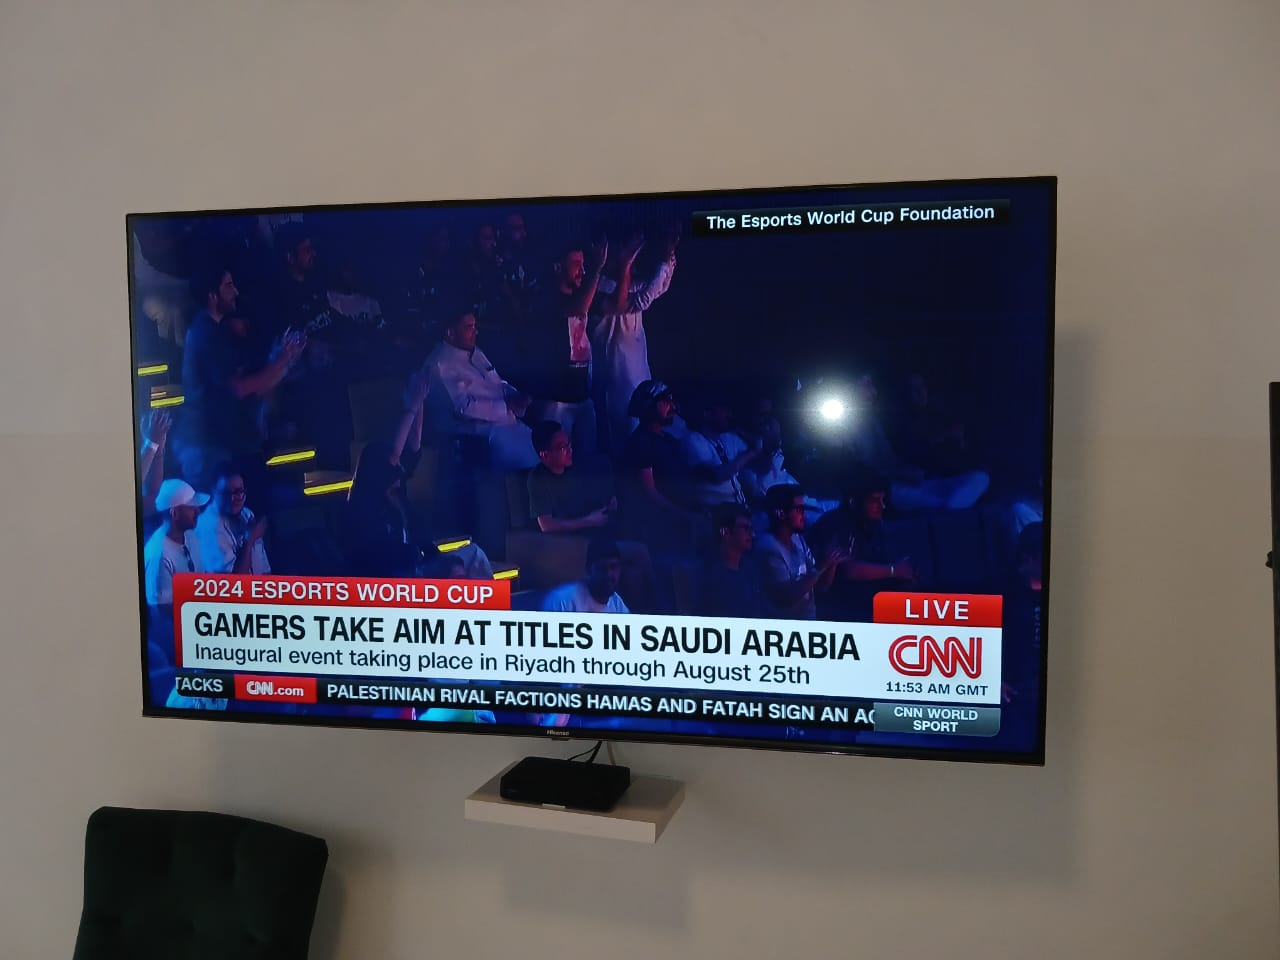 The Esports World Cup Foundation
2024 ESPORTS WORLD CUP
LIVE
GAMERS TAKE AIM AT TITLES IN SAUDI ARABIA
Inaugural event taking place in Riyadh through August 25th
CNN
11:53 AM GMT
TACKS CNN.com PALESTINIAN RIVAL FACTIONS HAMAS AND FATAH SIGN AN
CNN WORLD
SPORT
Hisense